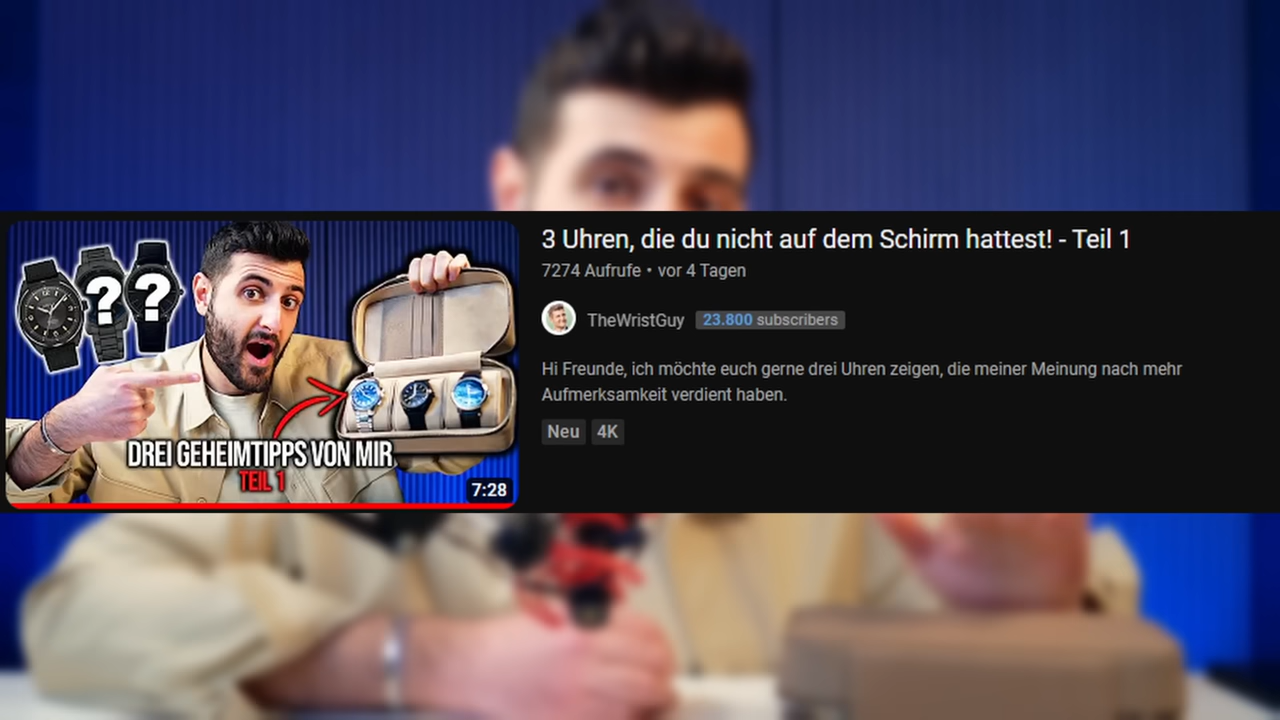 ? ?
DREI GEHEIMTIPPS VON MIR
TEIL 1
7:28
3 Uhren, die du nicht auf dem Schirm hattest! - Teil 1
7274 Aufrufe • vor 4 Tagen
TheWristGuy 23.800 subscribers
Hi Freunde, ich möchte euch gerne drei Uhren zeigen, die meiner Meinung nach mehr
Aufmerksamkeit verdient haben.
Neu 4K